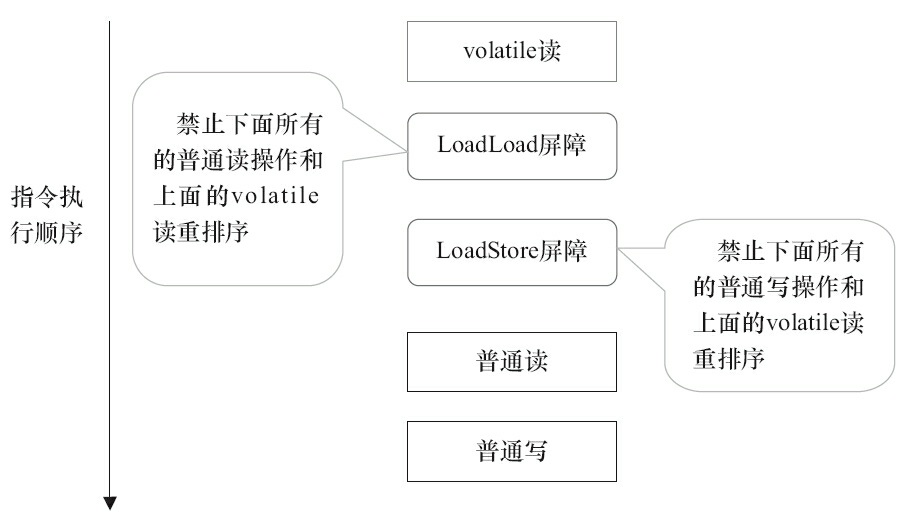 volatile读
禁止下面所有
的普通读操作和
上面的volatile
读重排序
LoadLoad屏障
指令执
行顺序
LoadStore屏障
禁止下面所有
的普通写操作和
上面的volatile读
重排序
普通读
普通写